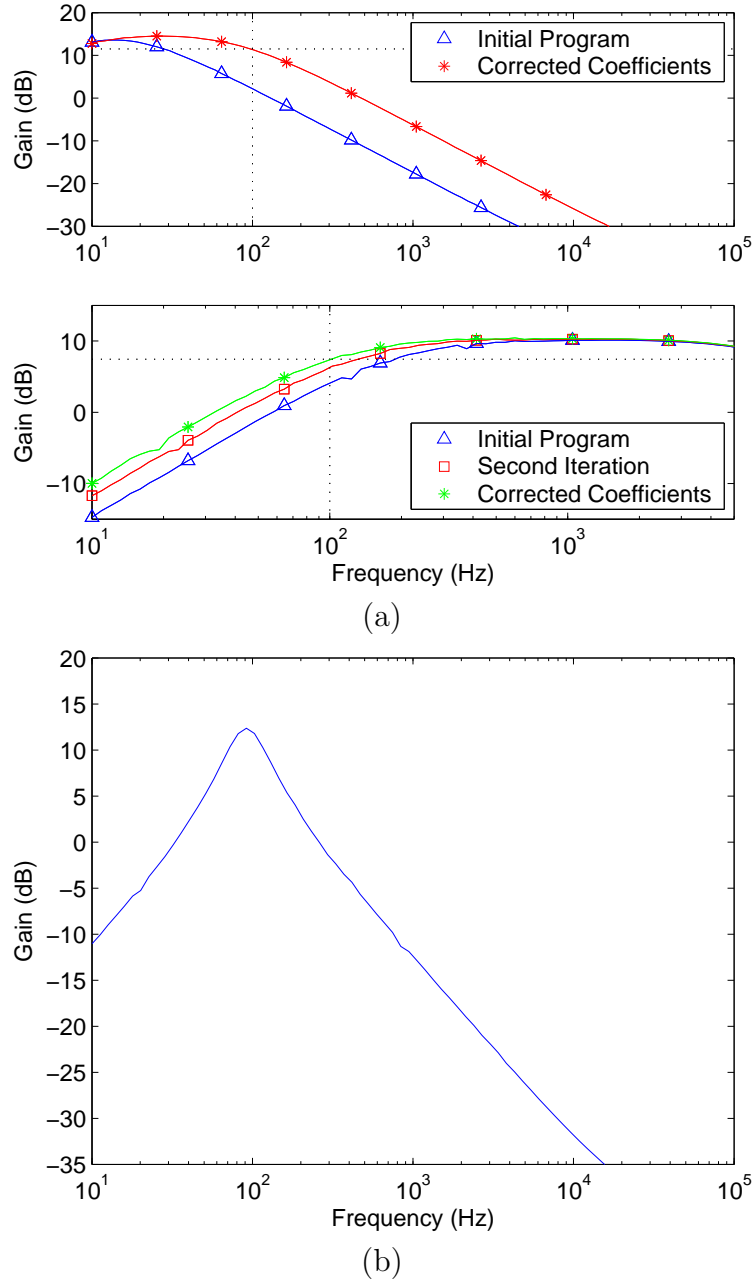 20
10
0
−10
−20
−30
Gain (dB)
Initial Program
Corrected Coefficients
10^1
10^2
10^3
10^4
10^5
10
0
−10
Gain (dB)
Initial Program
Second Iteration
Corrected Coefficients
10^1
10^2
10^3
Frequency (Hz)
(a)
20
15
10
5
0
−5
−10
−15
−20
−25
−30
−35
Gain (dB)
10^1
10^2
10^3
10^4
10^5
Frequency (Hz)
(b)